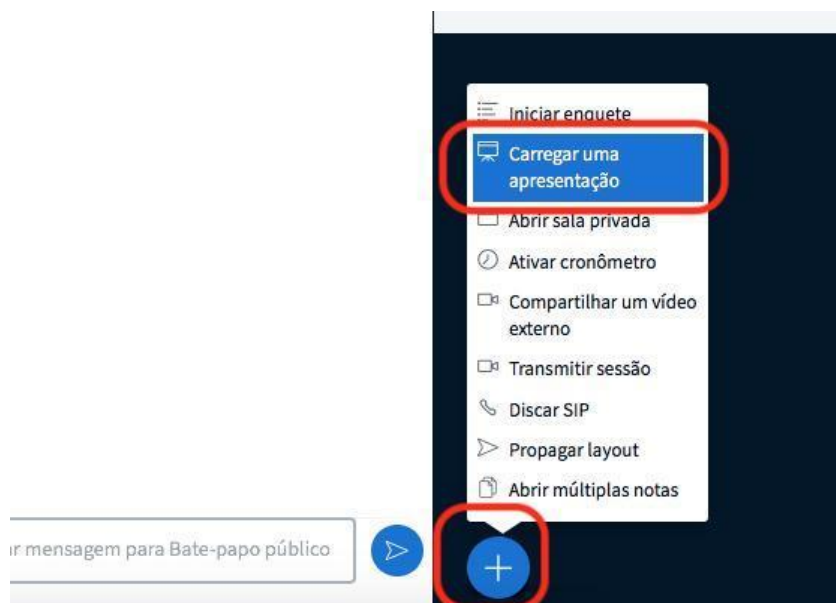 Iniciar enquete
Carregar uma
apresentação
Abrir sala privada
Ativar cronômetro
Compartilhar um vídeo
externo
Transmitir sessão
Discar SIP
Propagar layout
Abrir múltiplas notas
r mensagem para Bate-papo público